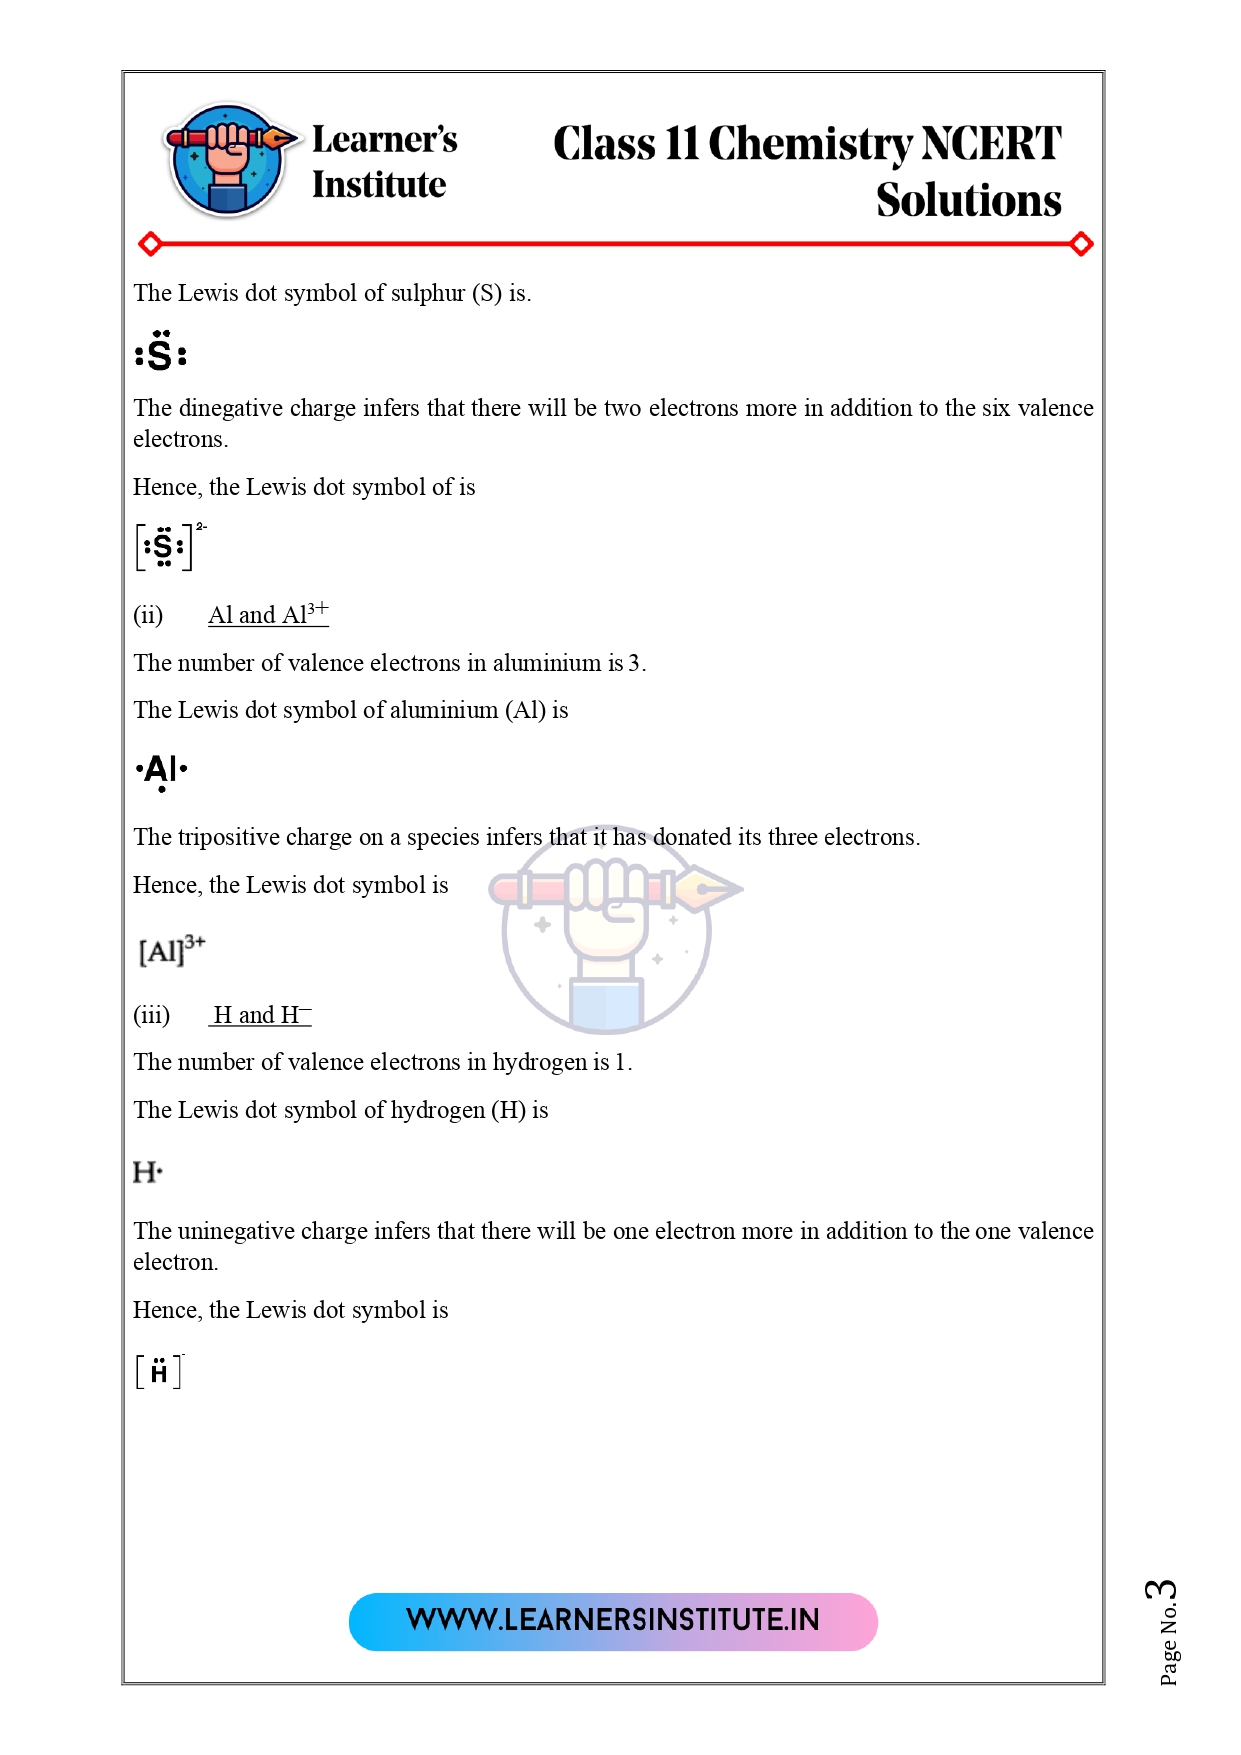 Learner's
Institute
Class 11 Chemistry NCERT
Solutions
The Lewis dot symbol of sulphur (S) is.
:S̈:
The dinegative charge infers that there will be two electrons more in addition to the six valence
electrons.
Hence, the Lewis dot symbol of is
[:S̤̈:]²⁻
(ii) Al and Al³⁺
The number of valence electrons in aluminium is 3.
The Lewis dot symbol of aluminium (Al) is
·Ạl·
The tripositive charge on a species infers that it has donated its three electrons.
Hence, the Lewis dot symbol is
[Al]³⁺
(iii) H and H⁻
The number of valence electrons in hydrogen is 1.
The Lewis dot symbol of hydrogen (H) is
H·
The uninegative charge infers that there will be one electron more in addition to the one valence
electron.
Hence, the Lewis dot symbol is
[Ḧ]⁻
WWW.LEARNERSINSTITUTE.IN
Page No.3